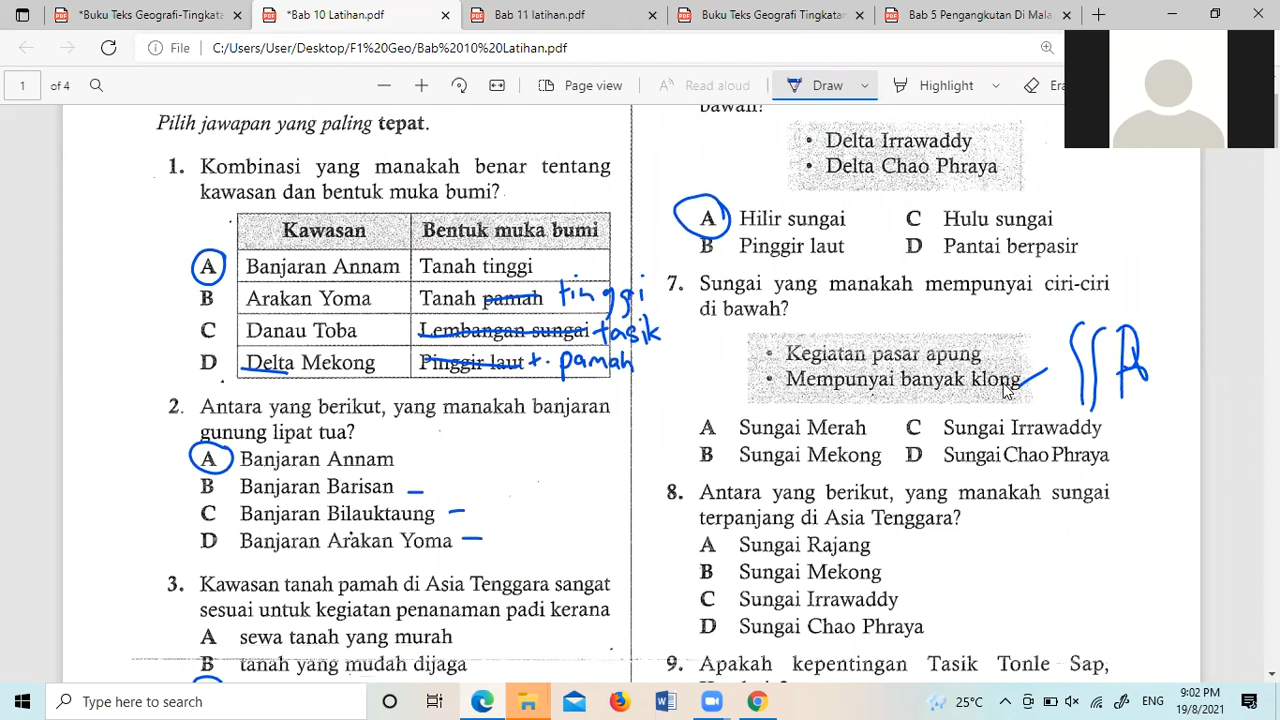 Buku Teks Geografi Tingkatan
Bab 10 Latihan.pdf
Bab 11 Latihan.pdf
Buku Teks Geografi Tingkatan
Bab 5 Pengangkutan Di Mal
File
C:/Users/User/Desktop/F1%20Geo/Bab%2010%20Latihan.pdf
1 of 4
Page view
Read aloud
Draw
Highlight
Era
Pilih jawapan yang paling tepat.
1. Kombinasi yang manakah benar tentang
kawasan dan bentuk muka bumi?
Kawasan Bentuk muka bumi
A Banjaran Annam Tanah tinggi
B Arakan Yoma Tanah pamah tinggi
C Danau Toba Lembangan sungai tasik
D Delta Mekong Pinggir laut t. pamah
2. Antara yang berikut, yang manakah banjaran
gunung lipat tua?
A Banjaran Annam
B Banjaran Barisan
C Banjaran Bilauktaung
D Banjaran Arakan Yoma
3. Kawasan tanah pamah di Asia Tenggara sangat
sesuai untuk kegiatan penanaman padi kerana
A sewa tanah yang murah
B tanah yang mudah dijaga
bawah?
• Delta Irrawaddy
• Delta Chao Phraya
A Hilir sungai C Hulu sungai
B Pinggir laut D Pantai berpasir
7. Sungai yang manakah mempunyai ciri-ciri
di bawah?
• Kegiatan pasar apung
• Mempunyai banyak klong
A Sungai Merah C Sungai Irrawaddy
B Sungai Mekong D Sungai Chao Phraya
8. Antara yang berikut, yang manakah sungai
terpanjang di Asia Tenggara?
A Sungai Rajang
B Sungai Mekong
C Sungai Irrawaddy
D Sungai Chao Phraya
9. Apakah kepentingan Tasik Tonle Sap,
Type here to search
25°C
ENG
9:02 PM
19/8/2021